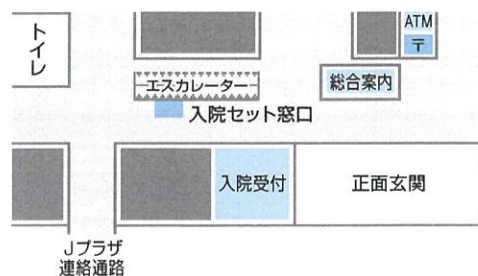 トイレ
ATM
〒
エスカレーター
総合案内
入院セット窓口
入院受付
正面玄関
Jプラザ
連絡通路